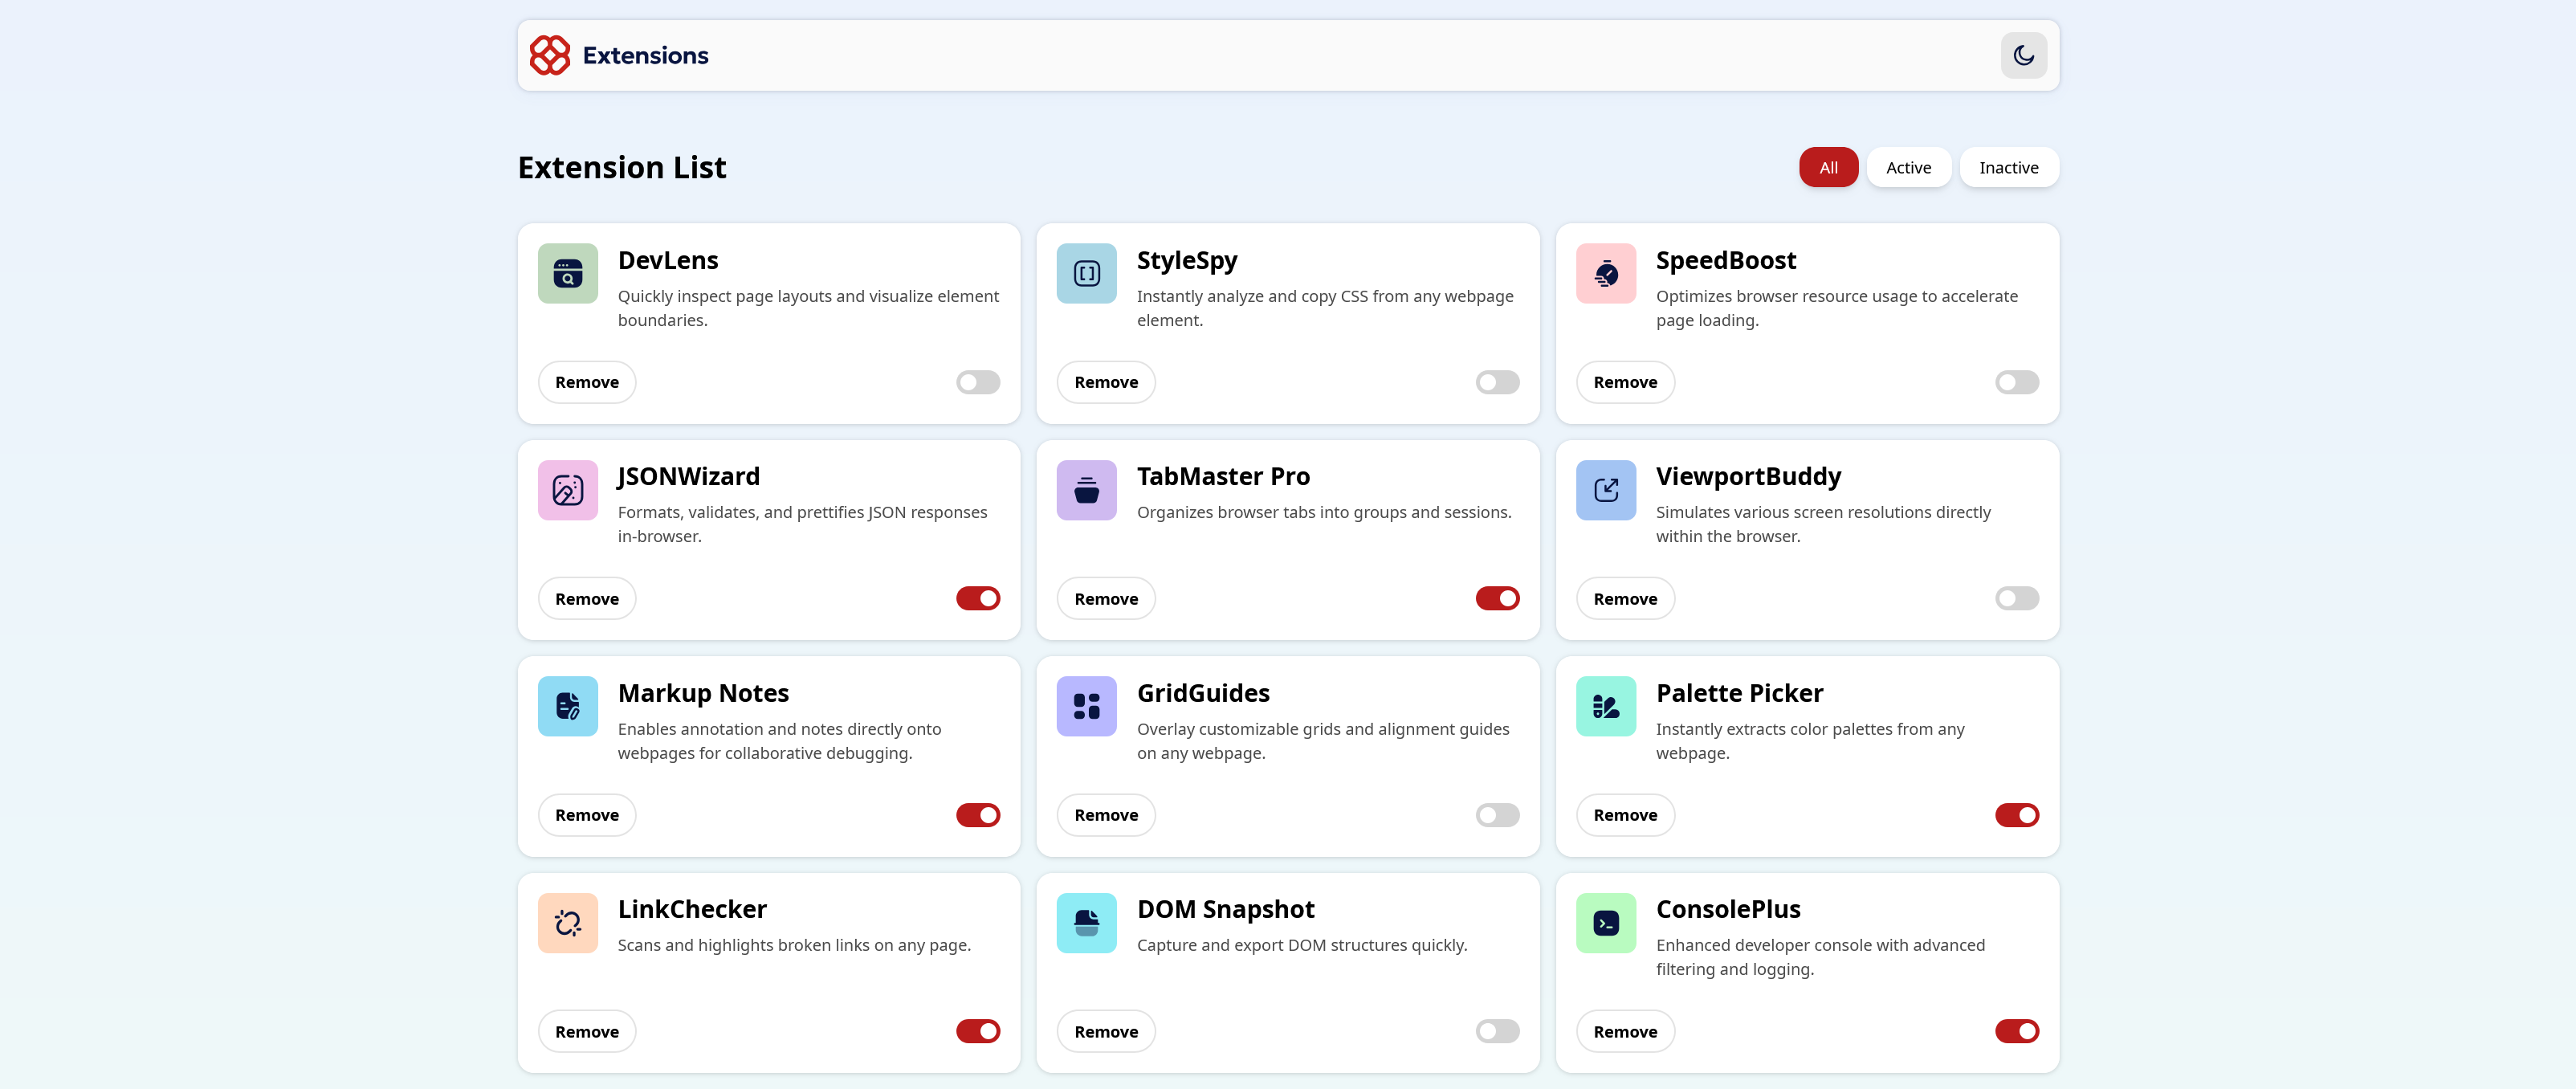 Extensions
Extension List
All
Active
Inactive
DevLens
Quickly inspect page layouts and visualize element
boundaries.
Remove
StyleSpy
Instantly analyze and copy CSS from any webpage
element.
Remove
SpeedBoost
Optimizes browser resource usage to accelerate
page loading.
Remove
JSONWizard
Formats, validates, and prettifies JSON responses
in-browser.
Remove
TabMaster Pro
Organizes browser tabs into groups and sessions.
Remove
ViewportBuddy
Simulates various screen resolutions directly
within the browser.
Remove
Markup Notes
Enables annotation and notes directly onto
webpages for collaborative debugging.
Remove
GridGuides
Overlay customizable grids and alignment guides
on any webpage.
Remove
Palette Picker
Instantly extracts color palettes from any
webpage.
Remove
LinkChecker
Scans and highlights broken links on any page.
Remove
DOM Snapshot
Capture and export DOM structures quickly.
Remove
ConsolePlus
Enhanced developer console with advanced
filtering and logging.
Remove